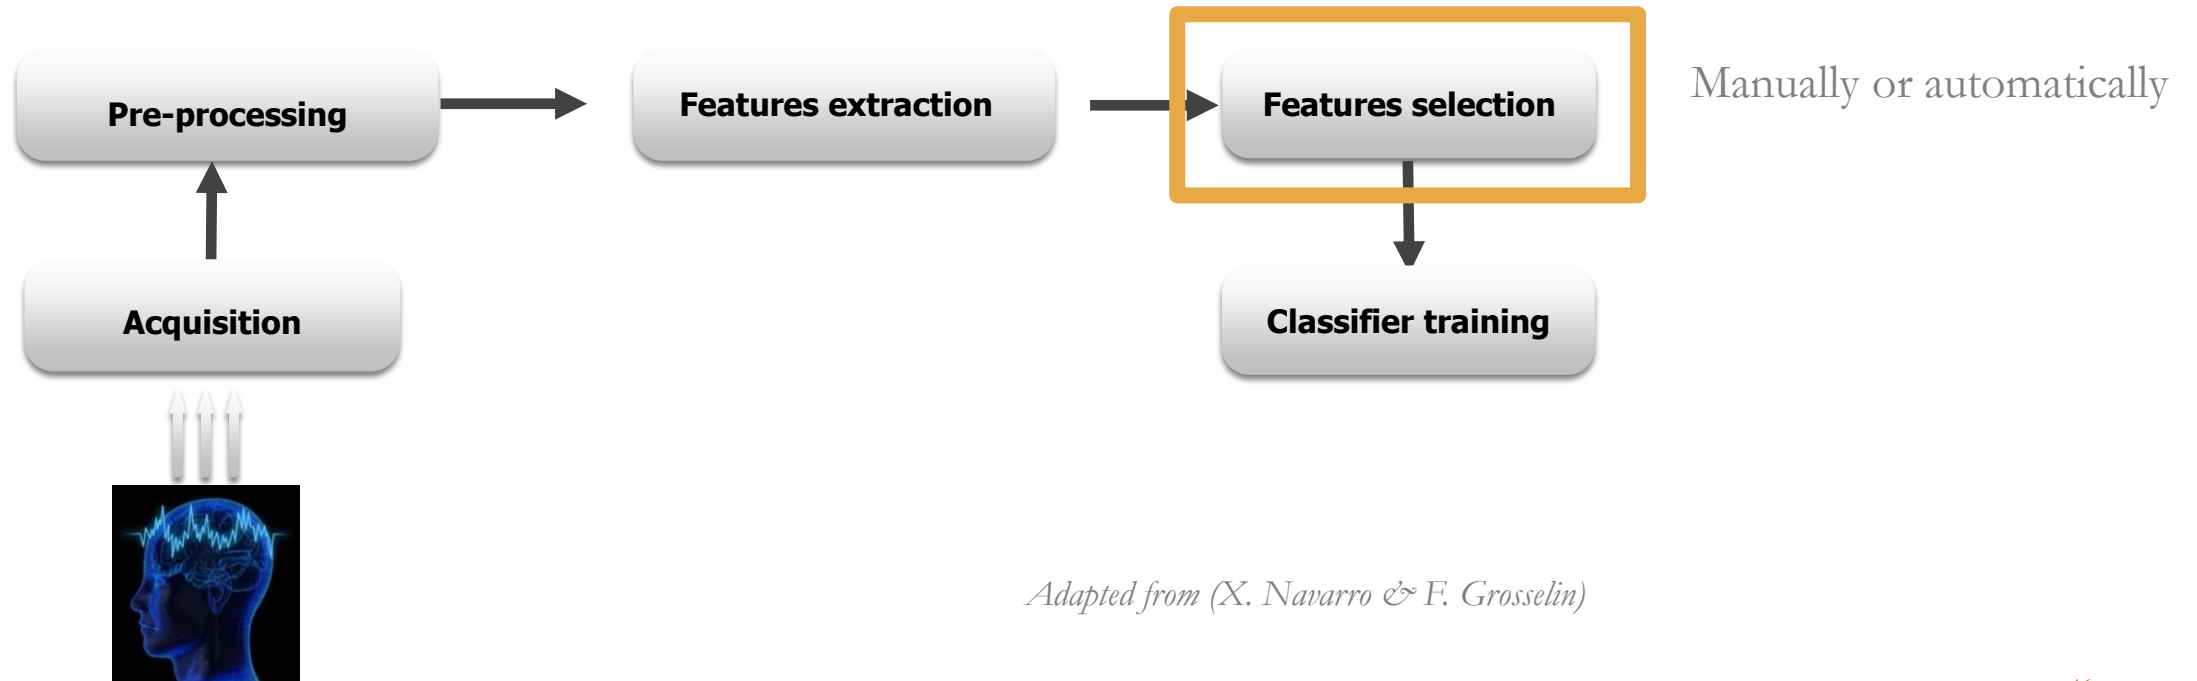 Pre-processing
Features extraction
Features selection
Manually or automatically
Acquisition
Classifier training
Adapted from (X. Navarro & F. Grosselin)